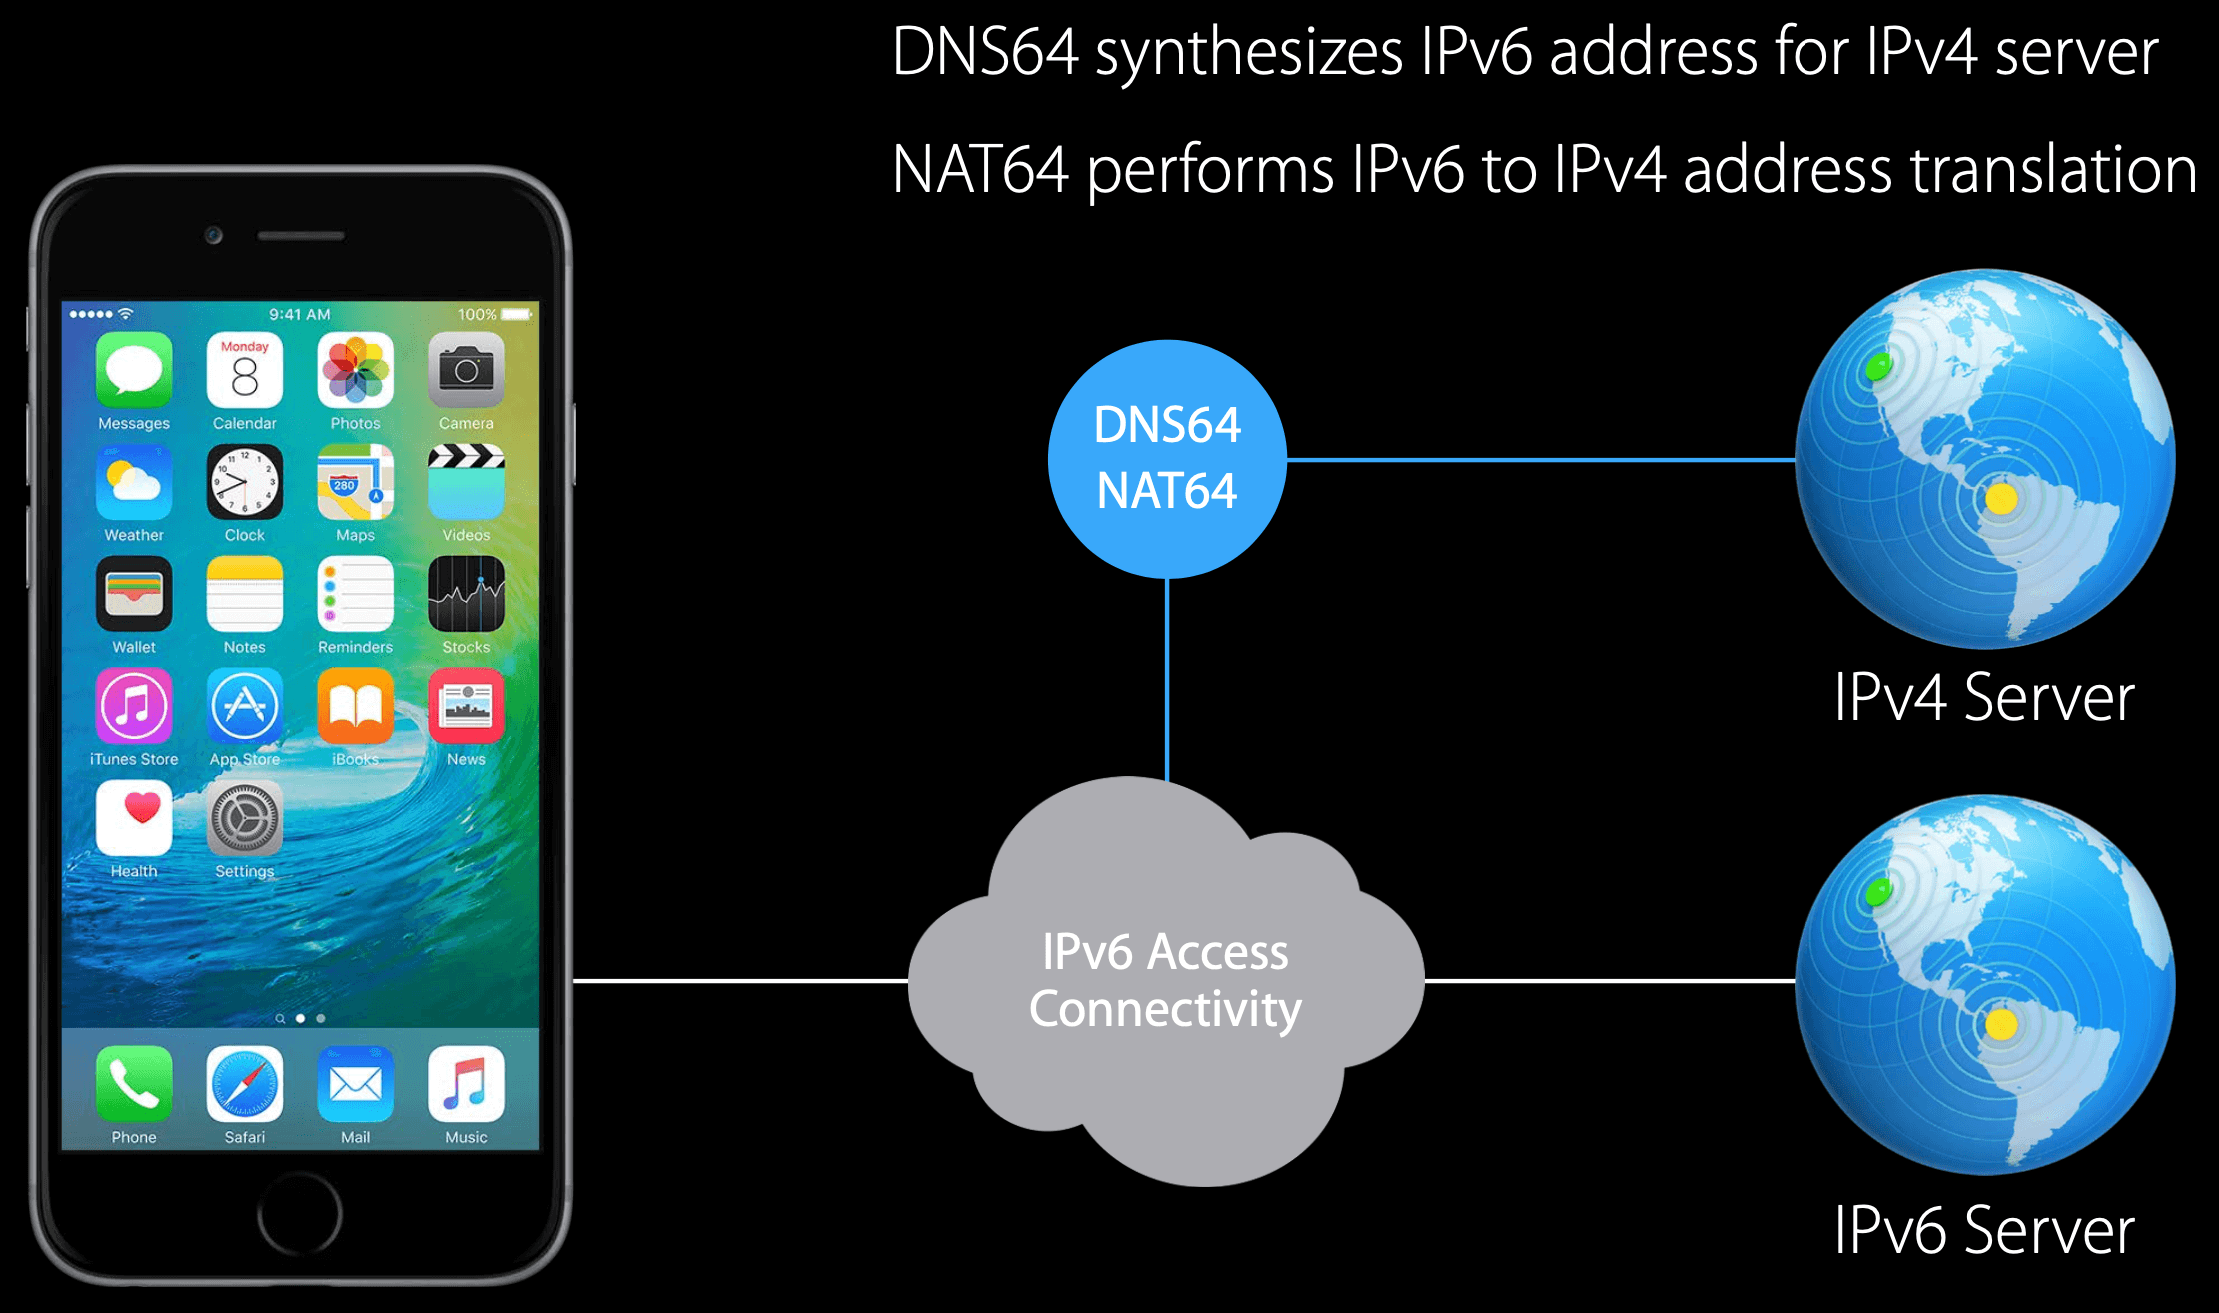 DNS64 synthesizes IPv6 address for IPv4 server
NAT64 performs IPv6 to IPv4 address translation
9:41 AM
100%
Messages
Monday
8
Calendar
Photos
Camera
Weather
Clock
280
Maps
Videos
Wallet
Notes
Reminders
Stocks
iTunes Store
App Store
iBooks
News
Health
Settings
Phone
Safari
Mail
Music
DNS64
NAT64
IPv4 Server
IPv6 Access
Connectivity
IPv6 Server